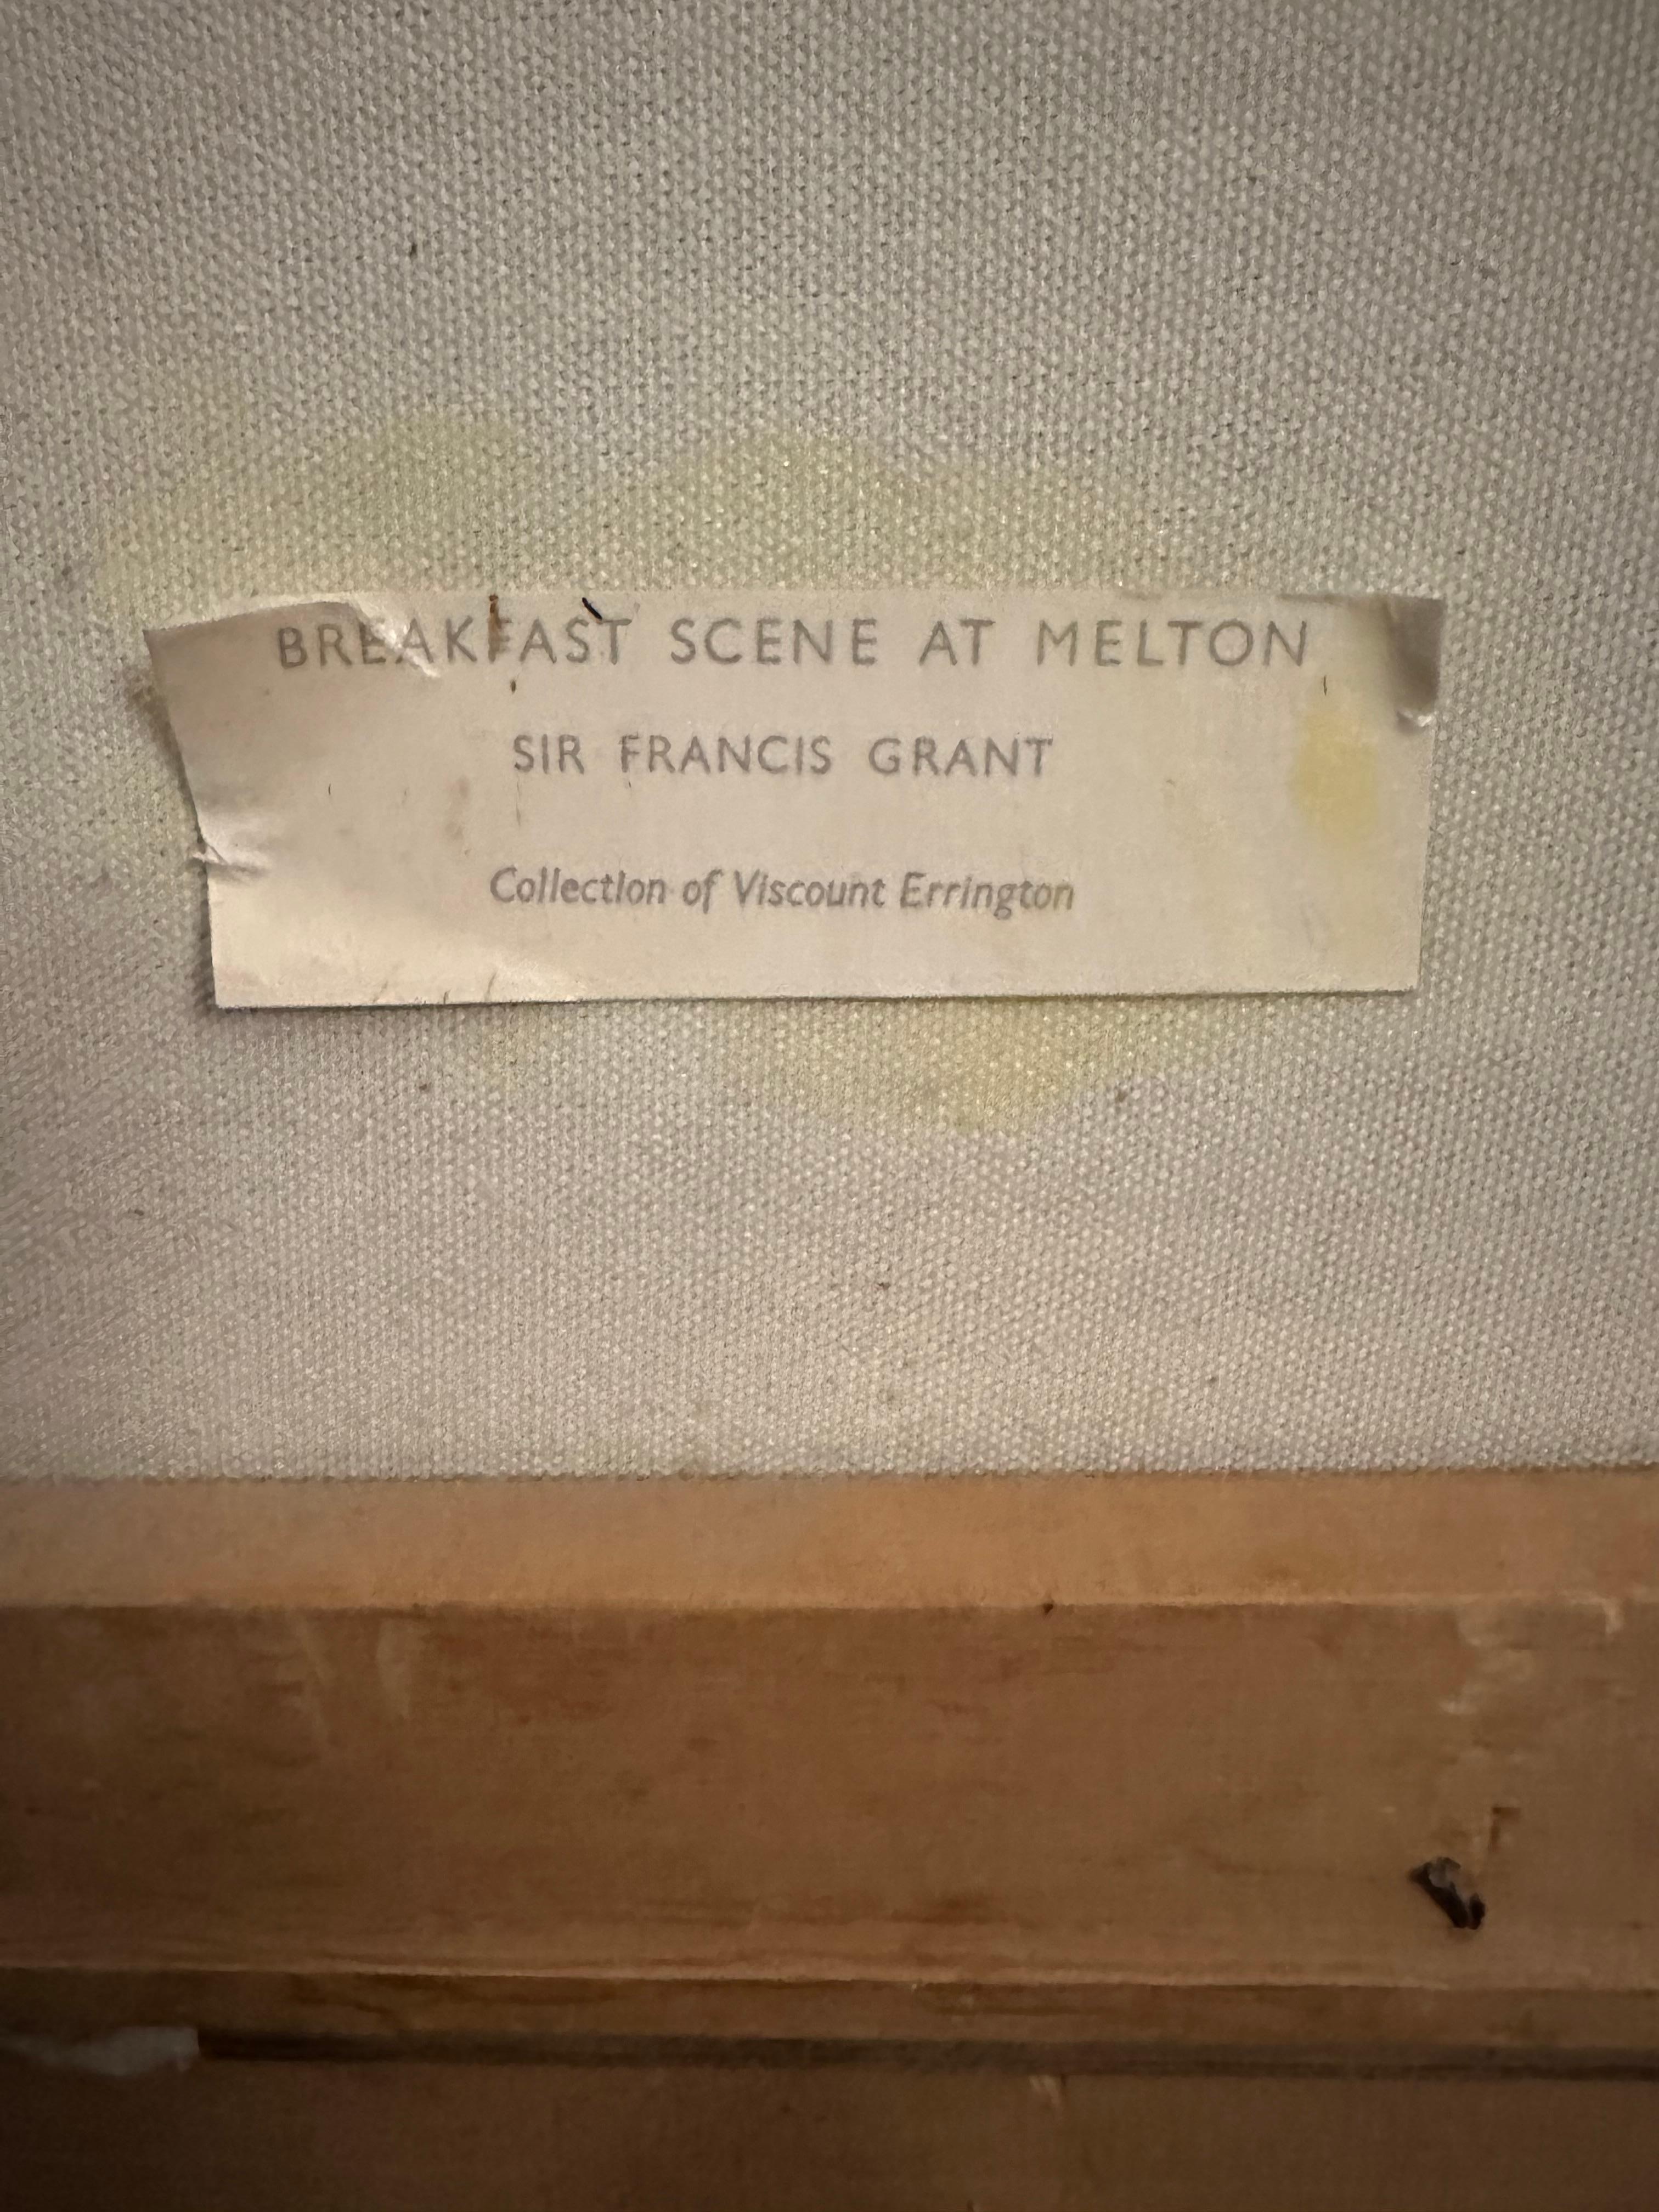 BREAKFAST SCENE AT MELTON
SIR FRANCIS GRANT
Collection of Viscount Errington